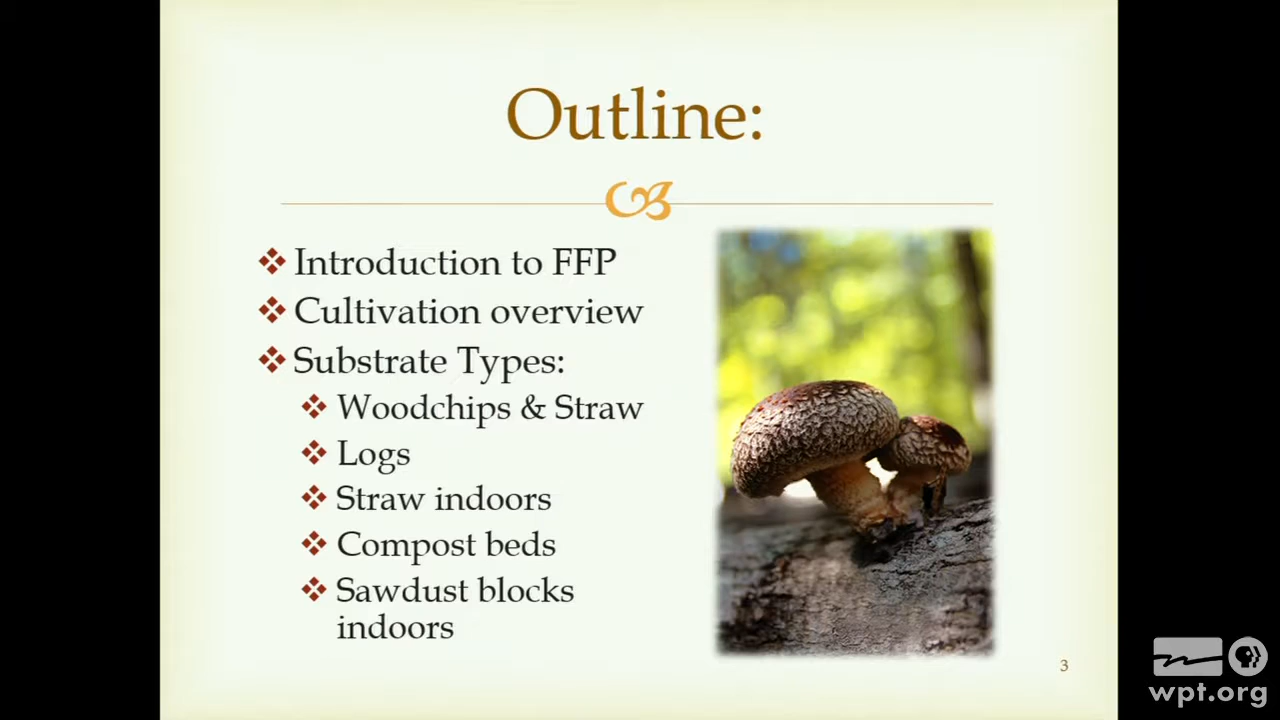 Outline:
Introduction to FFP
Cultivation overview
Substrate Types:
Woodchips & Straw
Logs
Straw indoors
Compost beds
Sawdust blocks
indoors
3
wpt.org